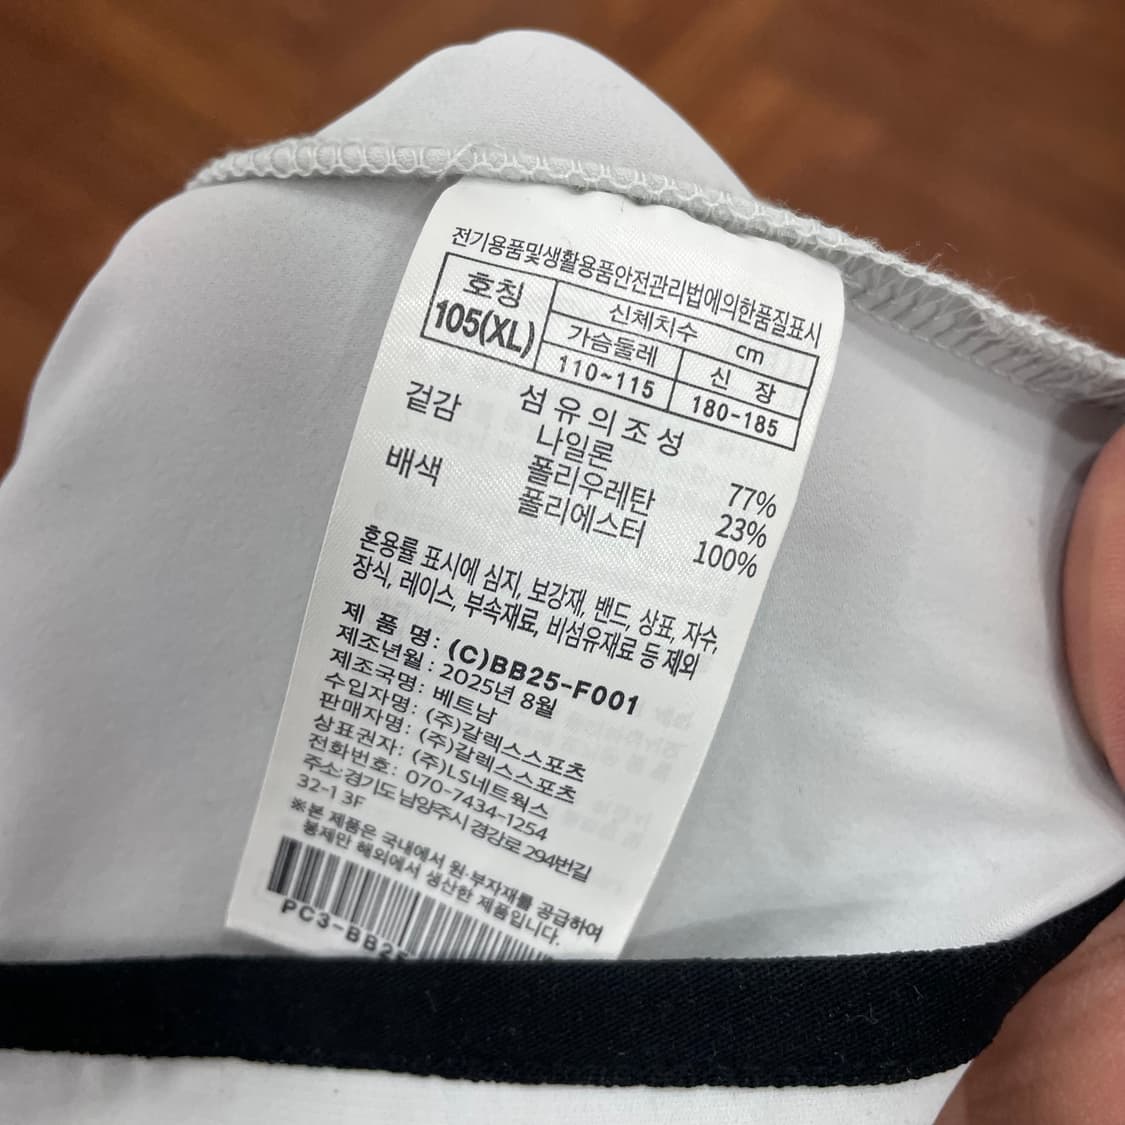 전기용품및생활용품안전관리법에의한품질표시
호칭 신체치수 cm
105(XL) 가슴둘레 신 장
110~115 180-185
섬유의조성
겉감 나일론 77%
폴리우레탄 23%
배색 폴리에스터 100%
혼용률 표시에 심지, 보강재, 밴드, 상표, 자수,
장식, 레이스, 부속재료, 비섬유재료 등 제외
제 품 명: (C)BB25-F001
제조년월: 2025년 8월
제조국명: 베트남
수입자명: (주)갈렉스스포츠
판매자명: (주)갈렉스스포츠
상표권자: (주)LS네트웍스
전화번호: 070-7434-1254
주소:경기도 남양주시 경강로 294번길
32-1 3F
※본 제품은 국내에서 원·부자재를 공급하여
봉제만 해외에서 생산한 제품입니다.
PC3-BB25